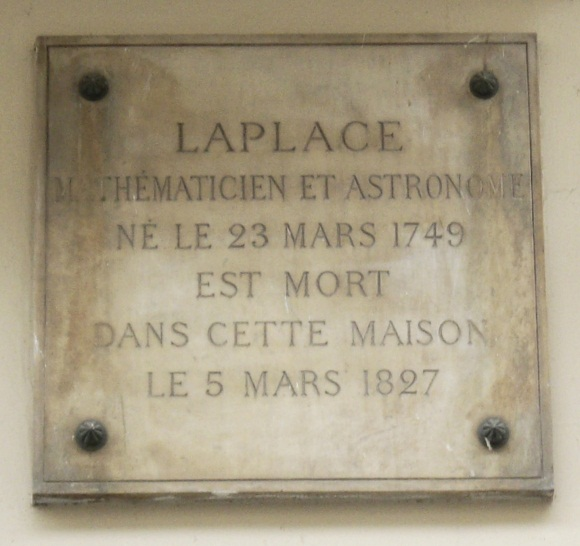 LAPLACE
MATHÉMATICIEN ET ASTRONOME
NÉ LE 23 MARS 1749
EST MORT
DANS CETTE MAISON
LE 5 MARS 1827